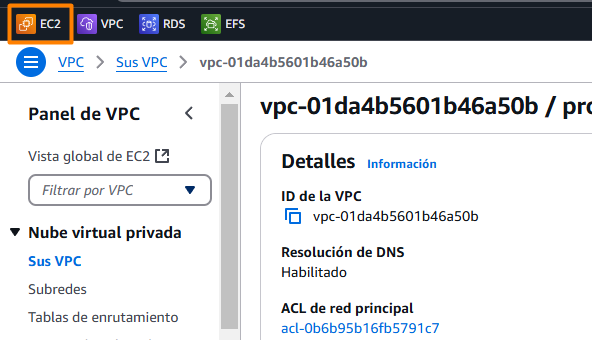 EC2 VPC RDS EFS
VPC > Sus VPC > vpc-01da4b5601b46a50b
Panel de VPC
Vista global de EC2
Filtrar por VPC
Nube virtual privada
Sus VPC
Subredes
Tablas de enrutamiento
vpc-01da4b5601b46a50b / pro
Detalles Información
ID de la VPC
vpc-01da4b5601b46a50b
Resolución de DNS
Habilitado
ACL de red principal
acl-0b6b95b16fb5791c7